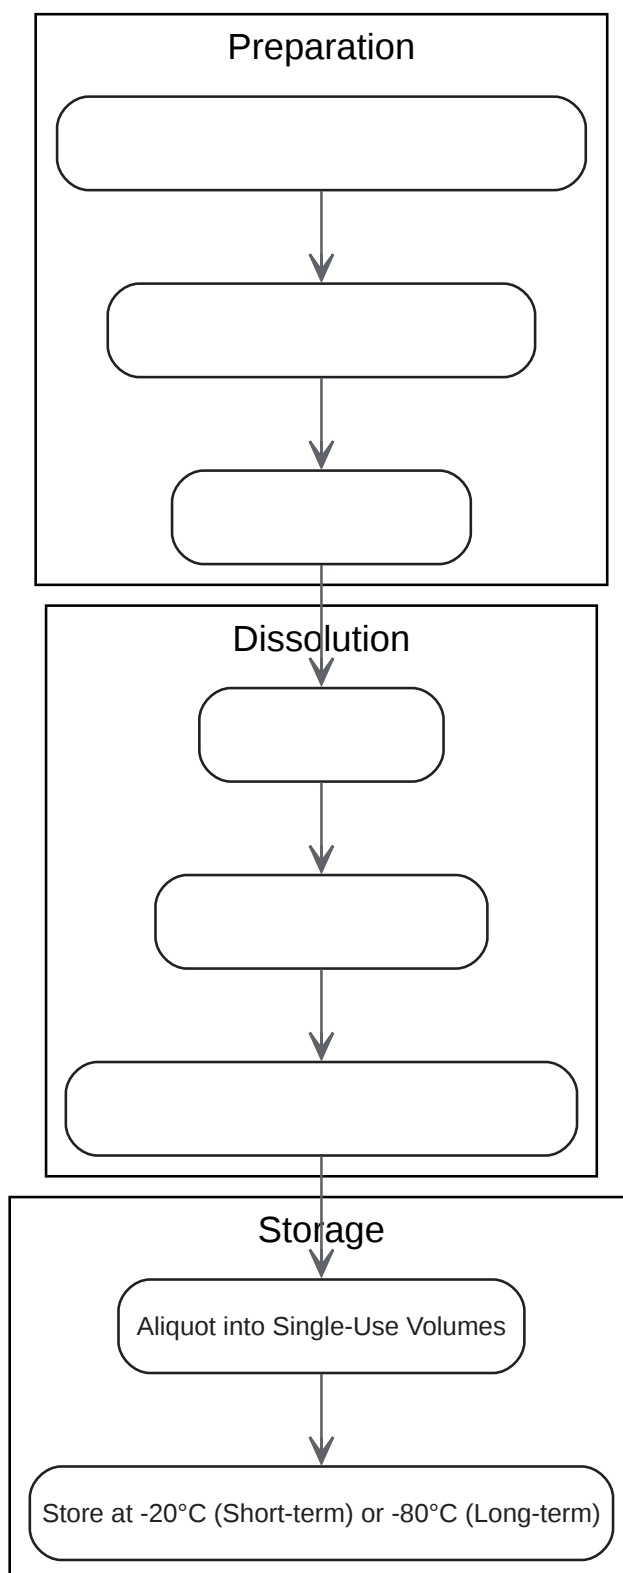 Preparation
Dissolution
Storage
Aliquot into Single-Use Volumes
Store at -20°C (Short-term) or -80°C (Long-term)